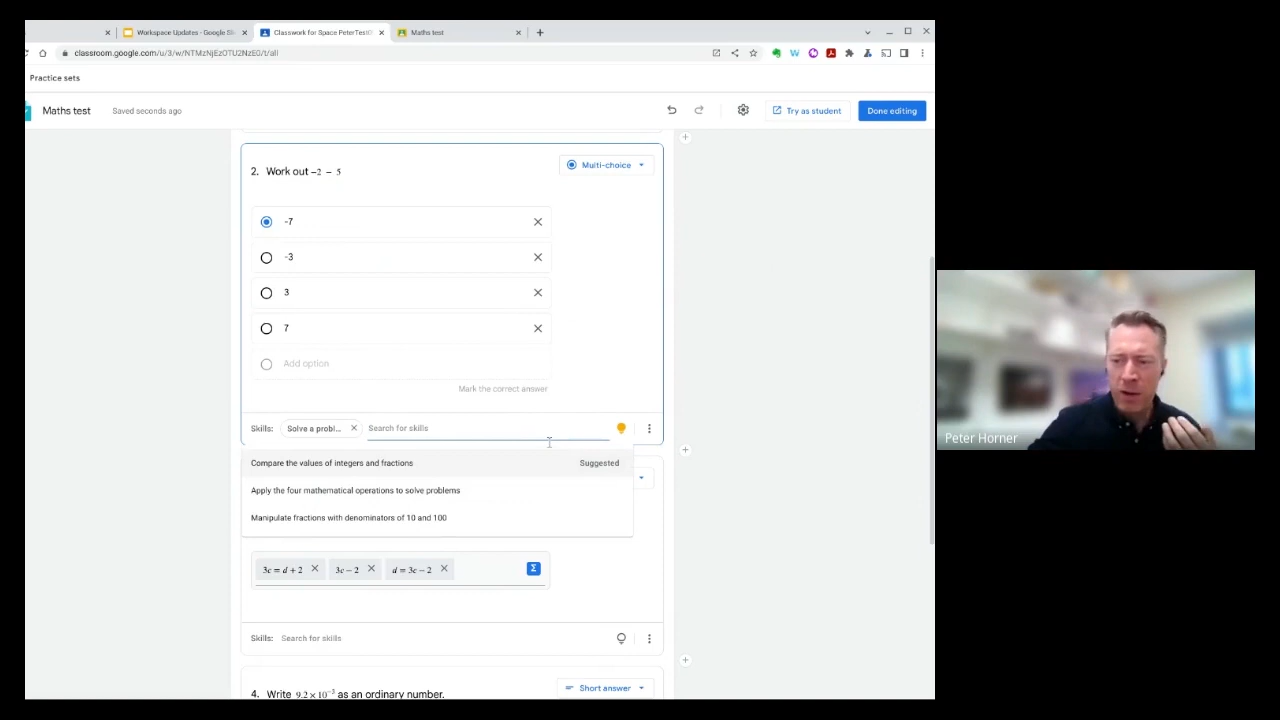 Workspace Updates - Google Sli
Classwork for Space PeterTest
Maths test
classroom.google.com/u/3/w/NTMzNjEzOTU2NzE0/t/all
Practice sets
Maths test
Saved seconds ago
Try as student
Done editing
2. Work out −2 − 5
Multi-choice
-7
-3
3
7
Add option
Mark the correct answer
Skills:
Solve a probl...
Search for skills
Compare the values of integers and fractions
Suggested
Apply the four mathematical operations to solve problems
Manipulate fractions with denominators of 10 and 100
3c = d + 2
3c − 2
d = 3c − 2
Σ
Skills: Search for skills
4. Write 9.2 × 10⁻³ as an ordinary number.
Short answer
Peter Horner